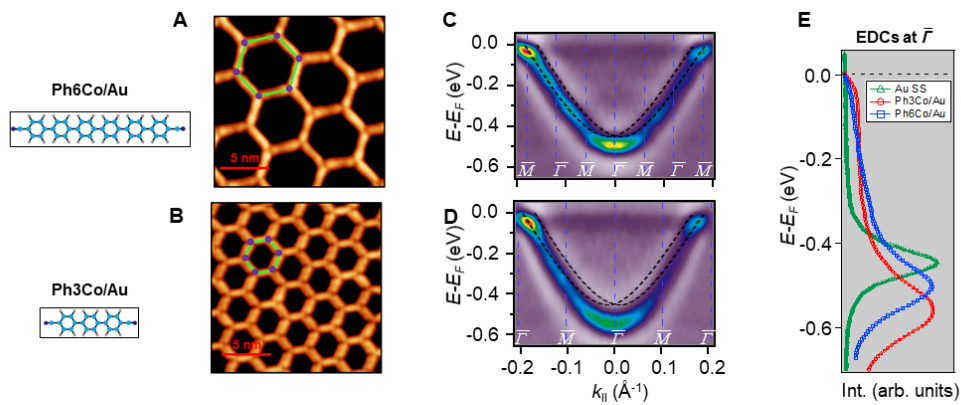 A
Ph6Co/Au
5 nm
B
Ph3Co/Au
5 nm
C
E-E_F (eV)
0.0
-0.2
-0.4
-0.6
M̅ Γ̅ M̅ Γ̅ M̅ Γ̅ M̅
D
E-E_F (eV)
0.0
-0.2
-0.4
-0.6
Γ̅ M̅ Γ̅ M̅ Γ̅
-0.2 -0.1 0.0 0.1 0.2
k_|| (Å⁻¹)
E
EDCs at Γ̅
Au SS
Ph3Co/Au
Ph6Co/Au
E-E_F (eV)
0.0
-0.2
-0.4
-0.6
Int. (arb. units)